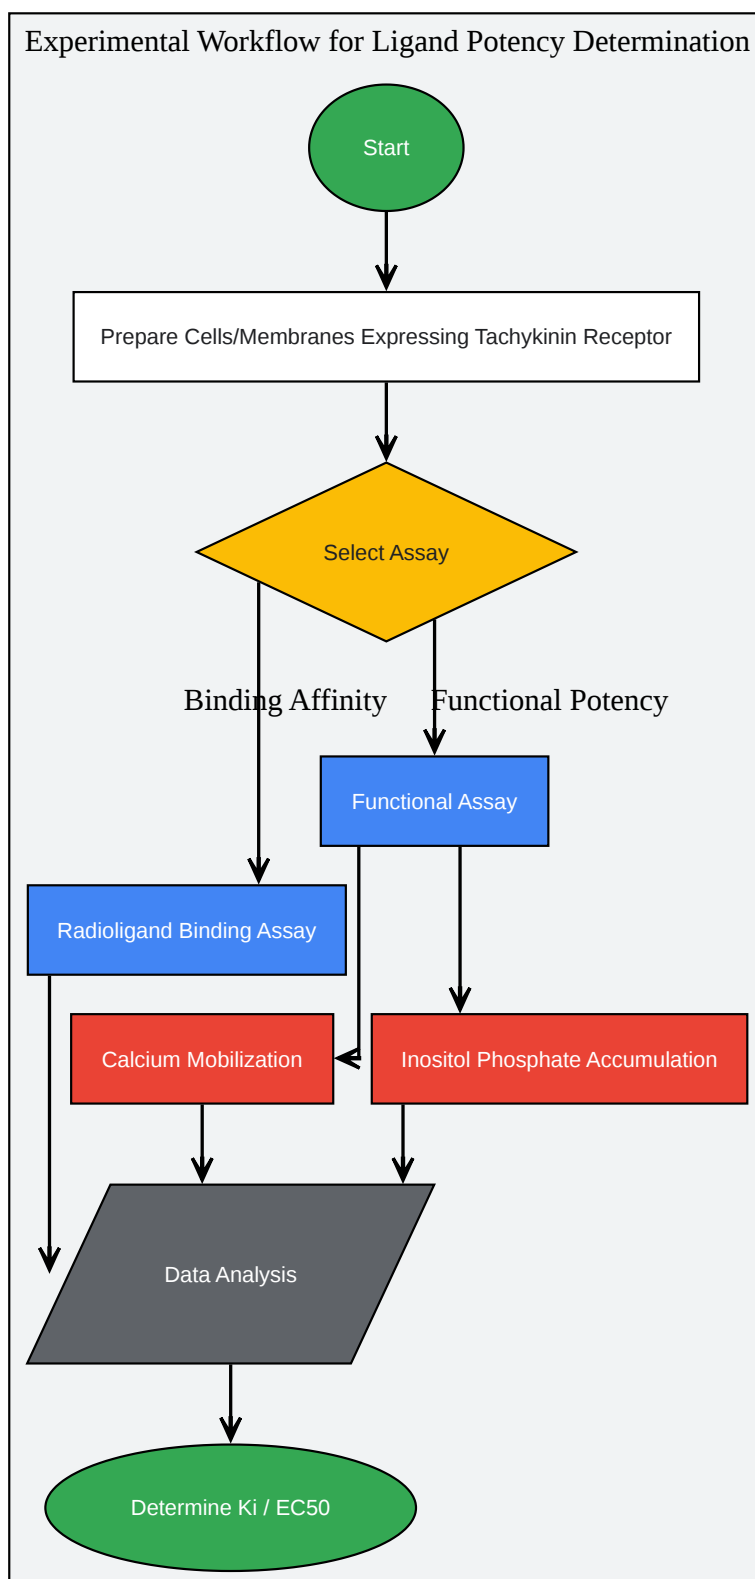 Experimental Workflow for Ligand Potency Determination
Start
Prepare Cells/Membranes Expressing Tachykinin Receptor
Select Assay
Binding Affinity
Functional Potency
Functional Assay
Radioligand Binding Assay
Calcium Mobilization
Inositol Phosphate Accumulation
Data Analysis
Determine Ki / EC50